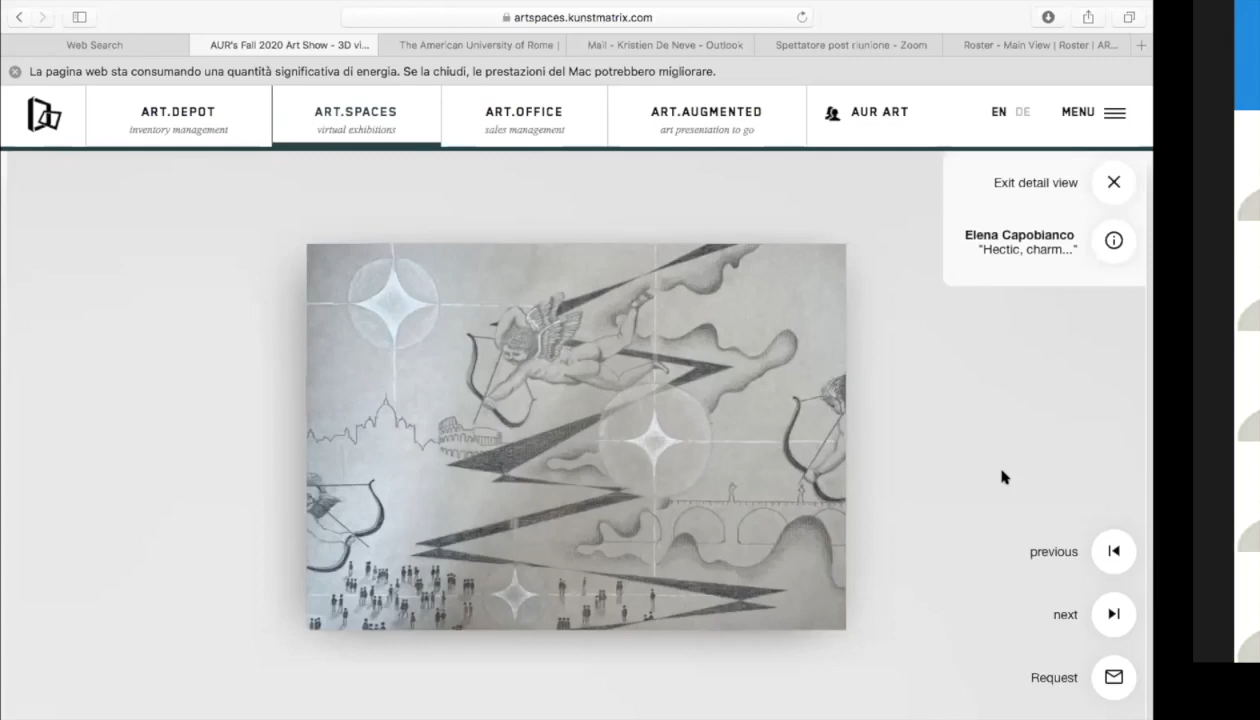 artspaces.kunstmatrix.com
Web Search
AUR's Fall 2020 Art Show - 3D vi...
The American University of Rome |
Mail - Kristien De Neve - Outlook
Spettatore post riunione - Zoom
Roster - Main View | Roster | AR...
La pagina web sta consumando una quantità significativa di energia. Se la chiudi, le prestazioni del Mac potrebbero migliorare.
ART.DEPOT
inventory management
ART.SPACES
virtual exhibitions
ART.OFFICE
sales management
ART.AUGMENTED
art presentation to go
AUR ART
EN DE
MENU
Exit detail view
Elena Capobianco
"Hectic, charm..."
previous
next
Request